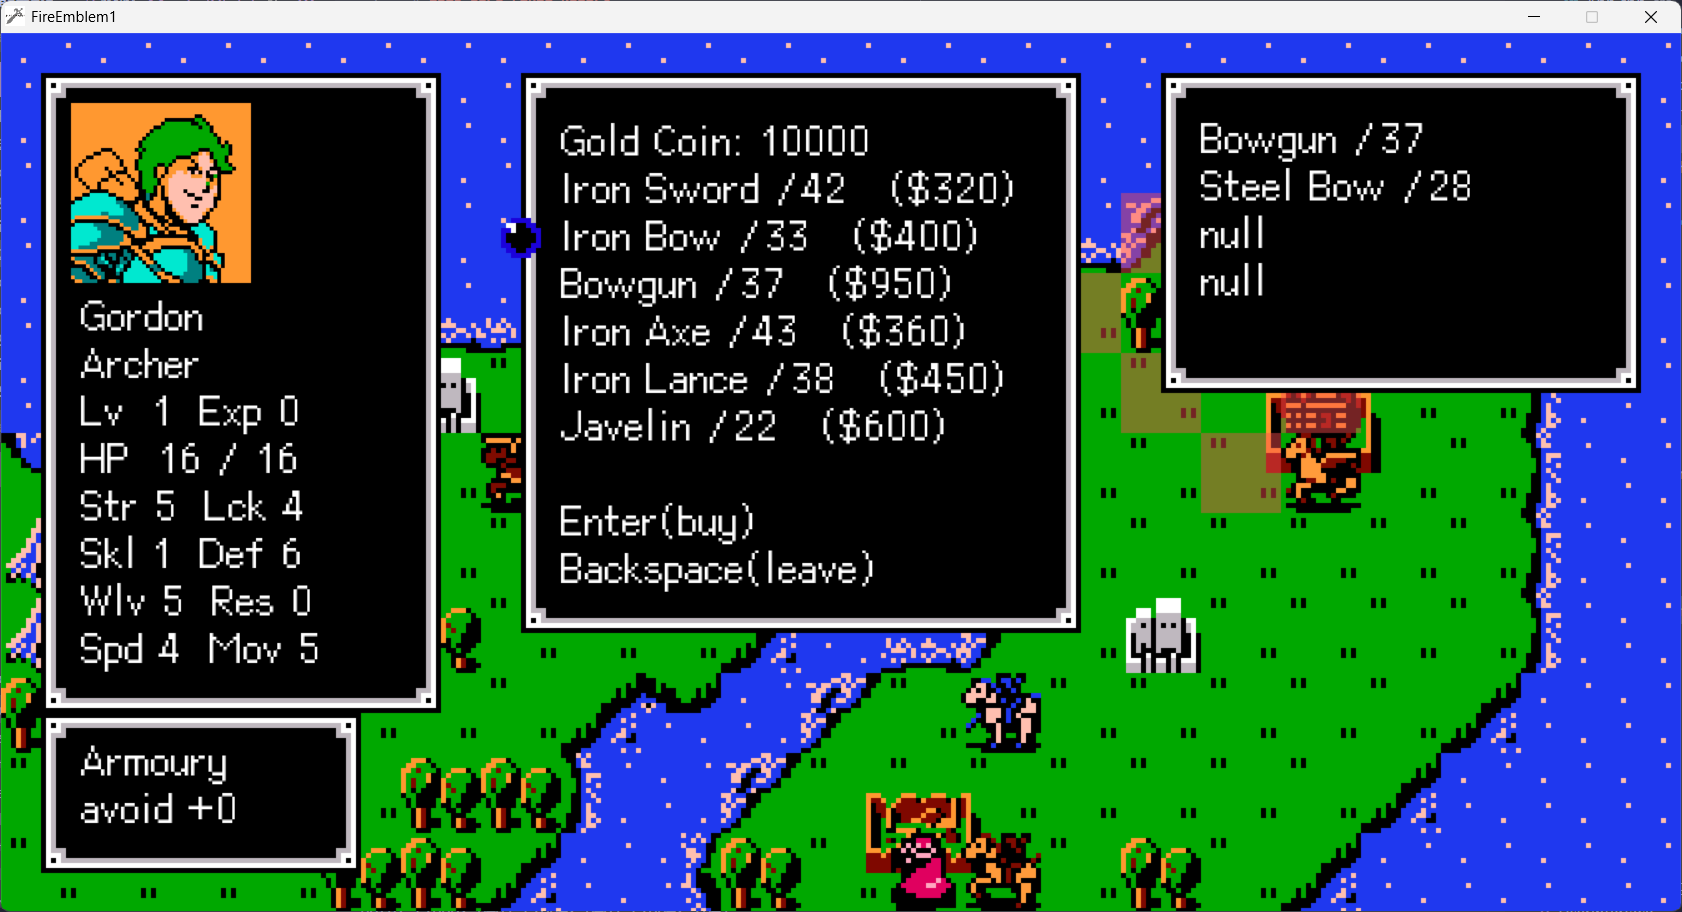 FireEmblem1
Gordon
Archer
Lv 1 Exp 0
HP 16 / 16
Str 5 Lck 4
Skl 1 Def 6
Wlv 5 Res 0
Spd 4 Mov 5
Armoury
avoid +0
Gold Coin: 10000
Iron Sword /42 ($320)
Iron Bow /33 ($400)
Bowgun /37 ($950)
Iron Axe /43 ($360)
Iron Lance /38 ($450)
Javelin /22 ($600)
Enter(buy)
Backspace(leave)
Bowgun /37
Steel Bow /28
null
null